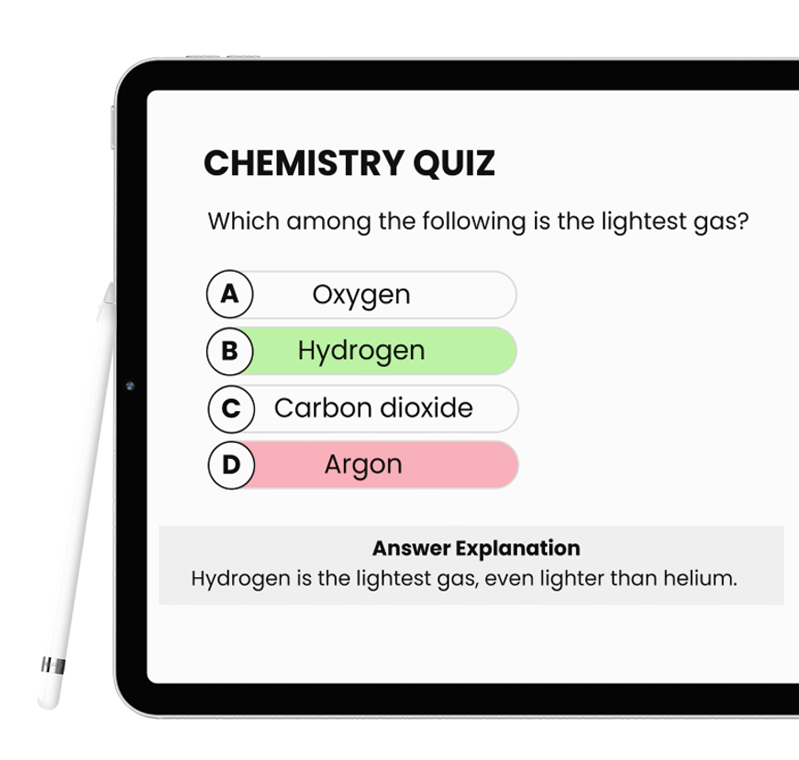 CHEMISTRY QUIZ
Which among the following is the lightest gas?
A Oxygen
B Hydrogen
C Carbon dioxide
D Argon
Answer Explanation
Hydrogen is the lightest gas, even lighter than helium.